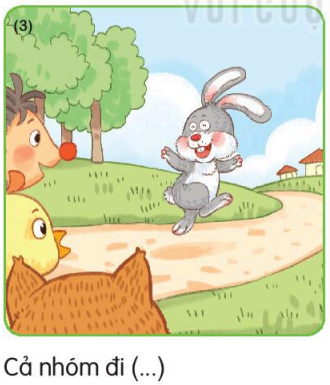 (3)
Cả nhóm đi (...)